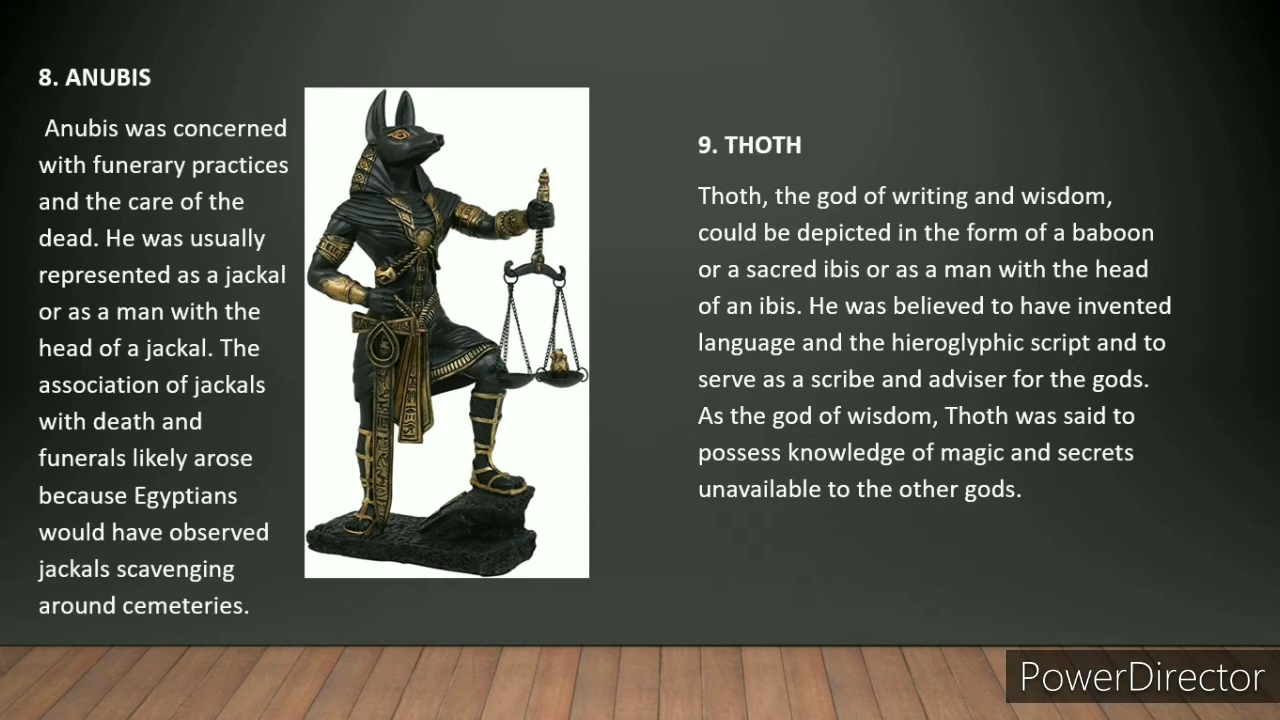 8. ANUBIS
Anubis was concerned
with funerary practices
and the care of the
dead. He was usually
represented as a jackal
or as a man with the
head of a jackal. The
association of jackals
with death and
funerals likely arose
because Egyptians
would have observed
jackals scavenging
around cemeteries.
9. THOTH
Thoth, the god of writing and wisdom,
could be depicted in the form of a baboon
or a sacred ibis or as a man with the head
of an ibis. He was believed to have invented
language and the hieroglyphic script and to
serve as a scribe and adviser for the gods.
As the god of wisdom, Thoth was said to
possess knowledge of magic and secrets
unavailable to the other gods.
PowerDirector